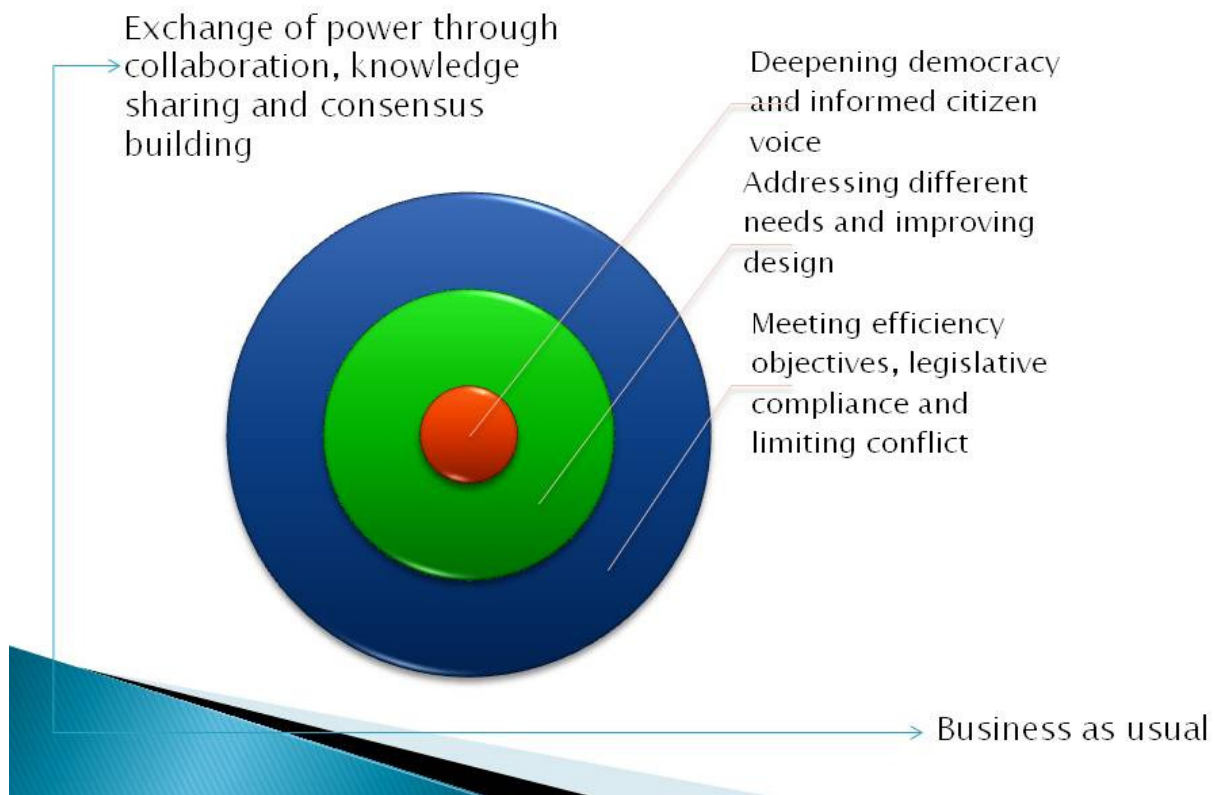 Exchange of power through
collaboration, knowledge
sharing and consensus
building
Deepening democracy
and informed citizen
voice
Addressing different
needs and improving
design
Meeting efficiency
objectives, legislative
compliance and
limiting conflict
Business as usual